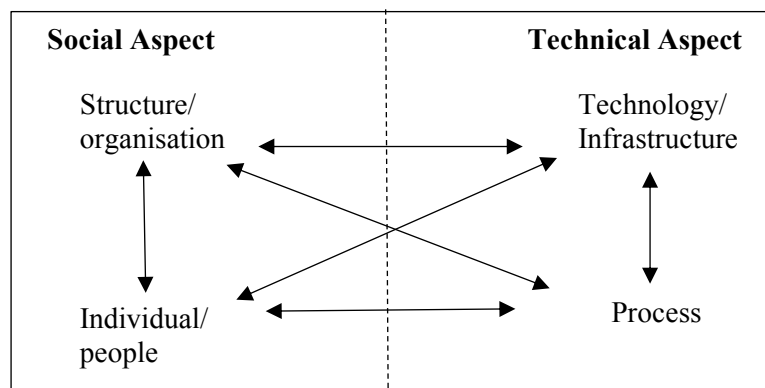 Social Aspect
Technical Aspect
Structure/
organisation
Technology/
Infrastructure
Individual/
people
Process